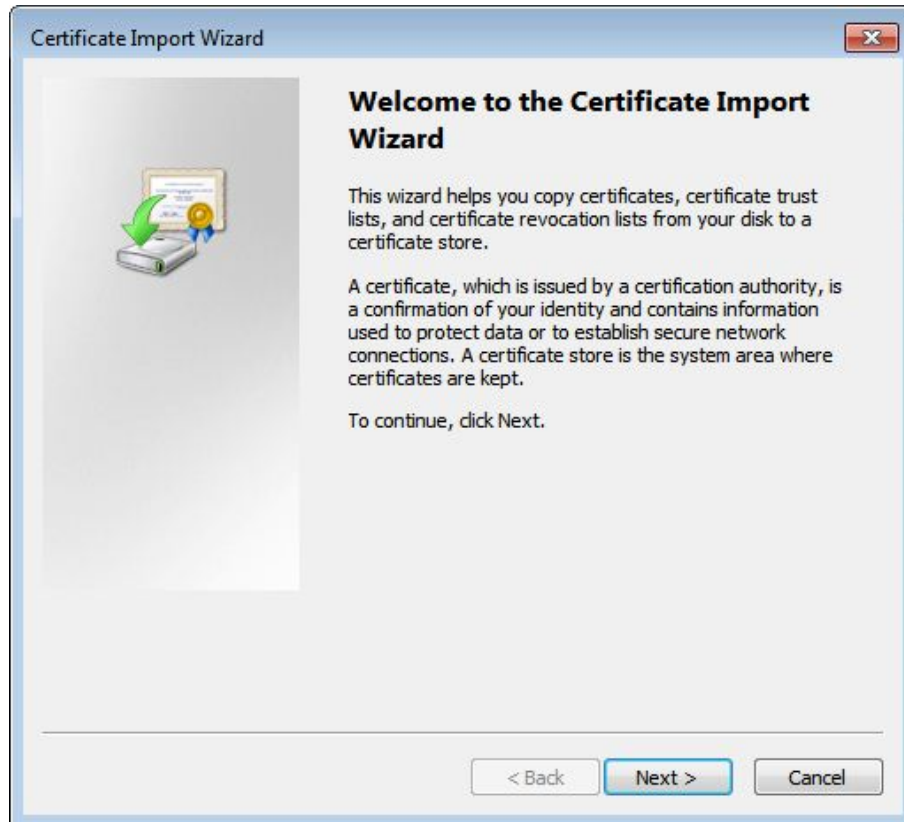 Certificate Import Wizard
Welcome to the Certificate Import
Wizard
This wizard helps you copy certificates, certificate trust
lists, and certificate revocation lists from your disk to a
certificate store.
A certificate, which is issued by a certification authority, is
a confirmation of your identity and contains information
used to protect data or to establish secure network
connections. A certificate store is the system area where
certificates are kept.
To continue, click Next.
< Back Next > Cancel